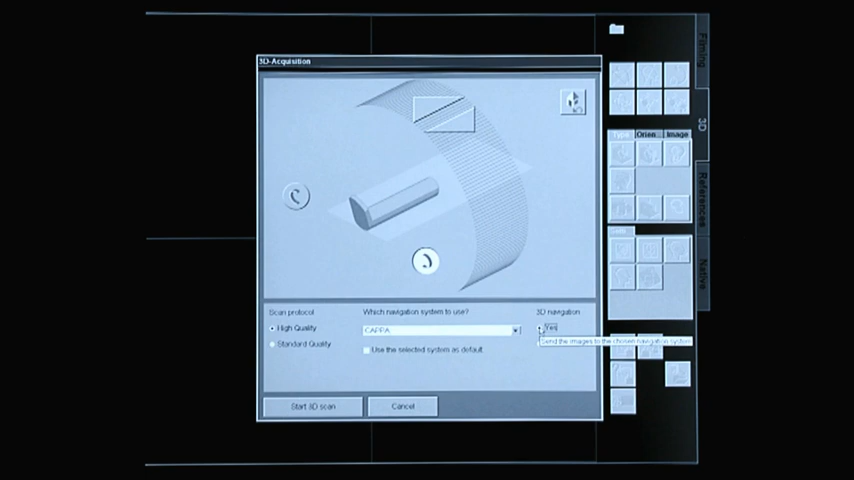 3D-Acquisition
Filming
3D
References
Native
Type Orien... Image
Sets
Scan protocol
High Quality
Standard Quality
Which navigation system to use?
CAPPA
Use the selected system as default
3D navigation
Yes
Send the images to the chosen navigation system
Start 3D scan
Cancel